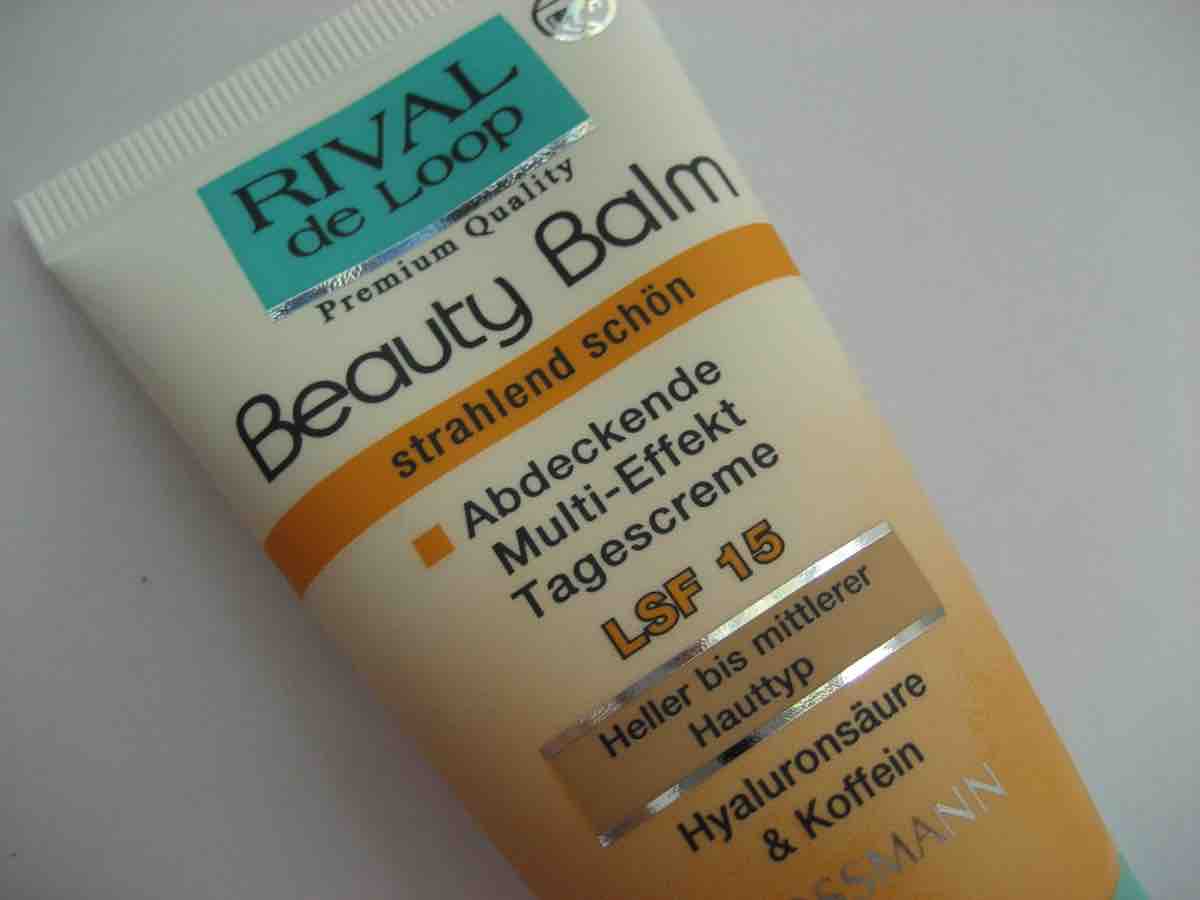 RIVAL
de LOOP
Premium Quality
Beauty Balm
strahlend schön
Abdeckende
Multi-Effekt
Tagescreme
LSF 15
Heller bis mittlerer
Hauttyp
Hyaluronsäure
& Koffein